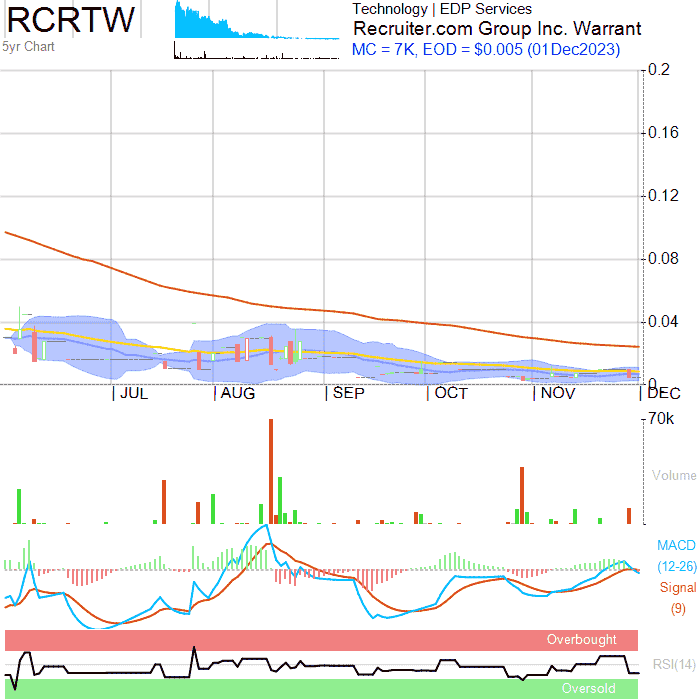 RCRTW
5yr Chart
Technology | EDP Services
Recruiter.com Group Inc. Warrant
MC = 7K, EOD = $0.005 (01Dec2023)
0.2
0.16
0.12
0.08
0.04
0
JUL AUG SEP OCT NOV DEC
70k
Volume
MACD
(12-26)
Signal
(9)
Overbought
RSI(14)
Oversold